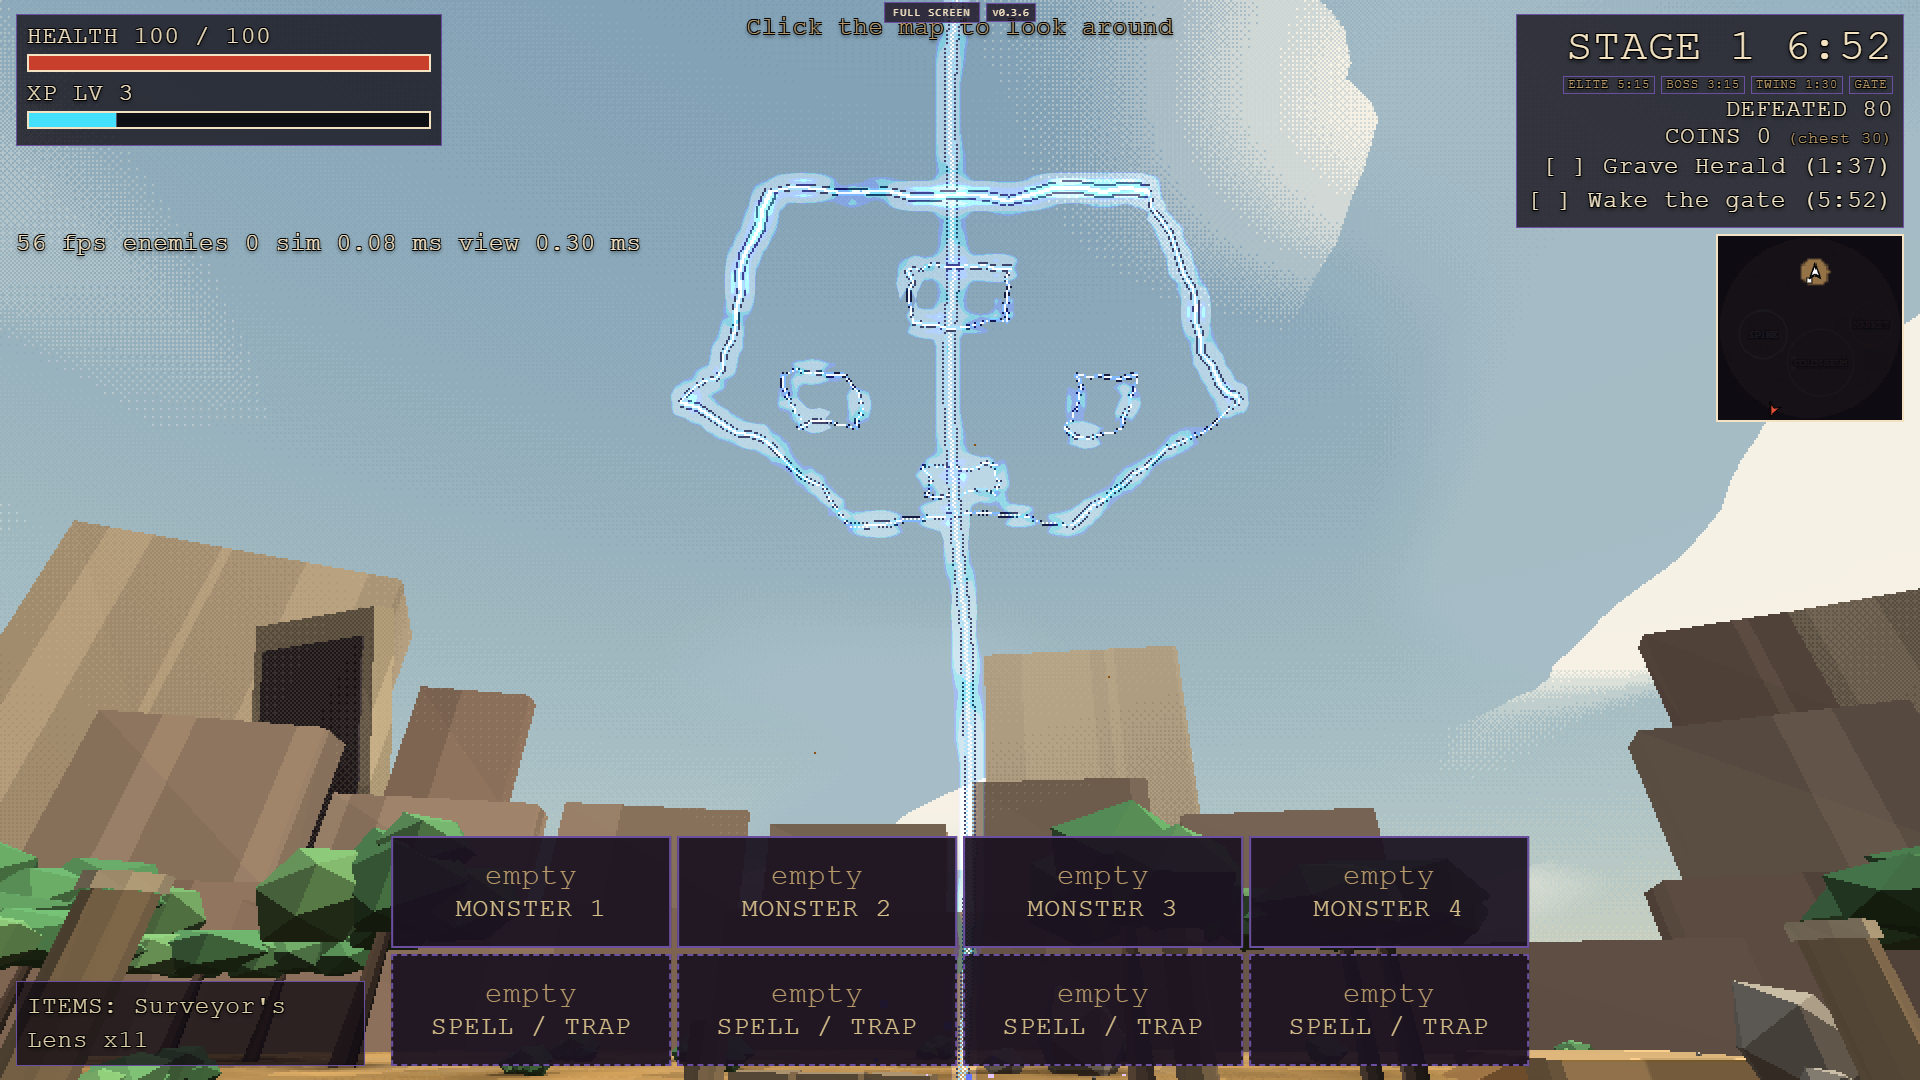 FULL SCREEN v0.3.6
Click the map to look around
HEALTH 100 / 100
XP LV 3
STAGE 1 6:52
ELITE 5:15 BOSS 3:15 TWINS 1:30 GATE
DEFEATED 80
COINS 0 (chest 30)
[ ] Grave Herald (1:37)
[ ] Wake the gate (5:52)
56 fps enemies 0 sim 0.08 ms view 0.30 ms
empty empty empty empty
MONSTER 1 MONSTER 2 MONSTER 3 MONSTER 4
empty empty empty empty
SPELL / TRAP SPELL / TRAP SPELL / TRAP SPELL / TRAP
ITEMS: Surveyor's
Lens x11